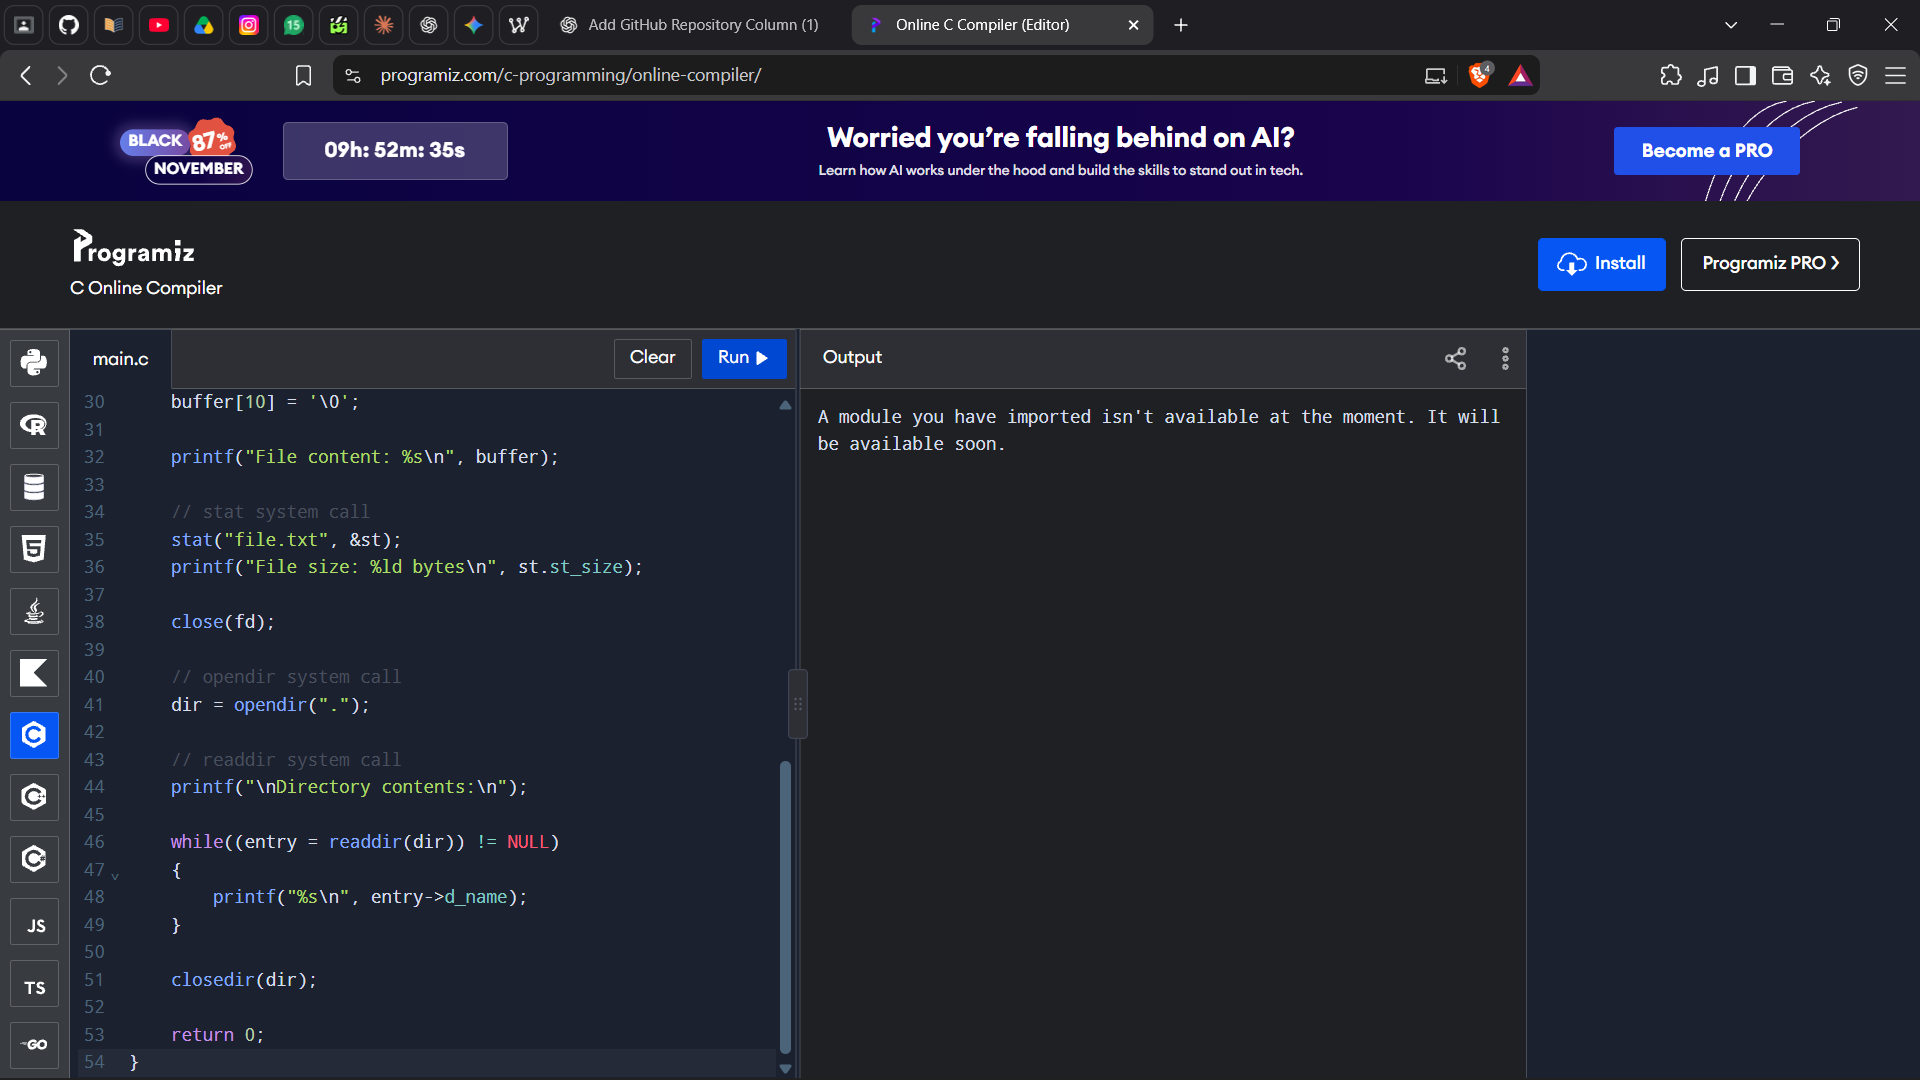 Add GitHub Repository Column (1)
Online C Compiler (Editor)
programiz.com/c-programming/online-compiler/
BLACK 87% OFF
NOVEMBER
09h: 52m: 35s
Worried you're falling behind on AI?
Learn how AI works under the hood and build the skills to stand out in tech.
Become a PRO
Programiz
C Online Compiler
Install
Programiz PRO
main.c
Clear
Run
Output
30 buffer[10] = '\0';
31
32 printf("File content: %s\n", buffer);
33
34 // stat system call
35 stat("file.txt", &st);
36 printf("File size: %ld bytes\n", st.st_size);
37
38 close(fd);
39
40 // opendir system call
41 dir = opendir(".");
42
43 // readdir system call
44 printf("\nDirectory contents:\n");
45
46 while((entry = readdir(dir)) != NULL)
47 {
48 printf("%s\n", entry->d_name);
49 }
50
51 closedir(dir);
52
53 return 0;
54 }
A module you have imported isn't available at the moment. It will
be available soon.
JS
TS
GO
15
4